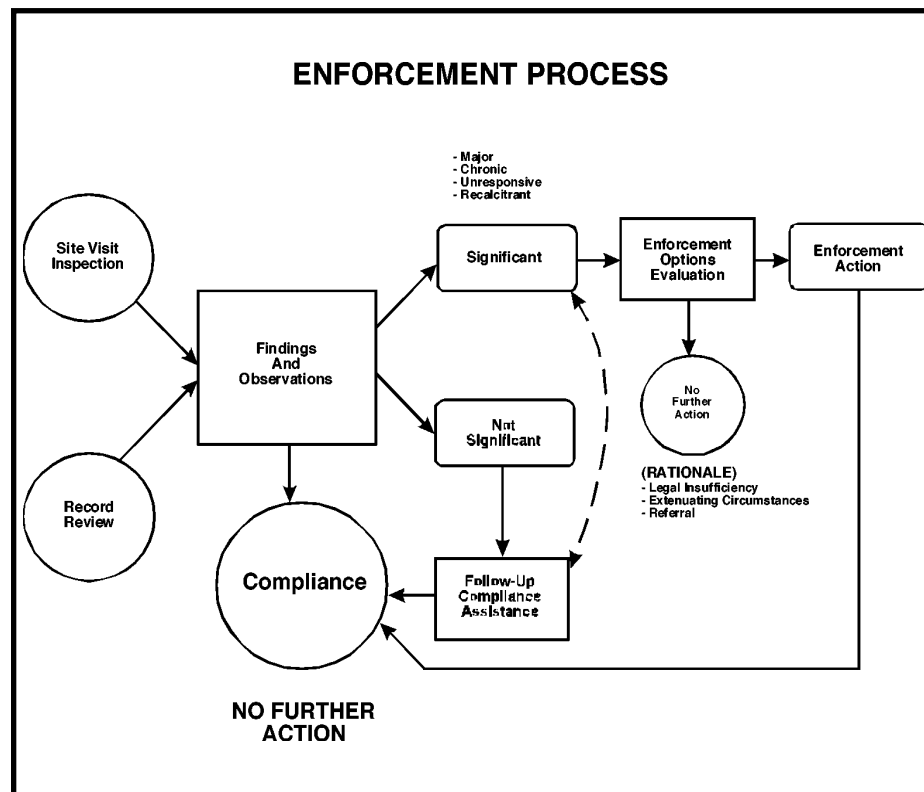 ENFORCEMENT PROCESS
- Major
- Chronic
- Unresponsive
- Recalcitrant
Site Visit
Inspection
Significant
Enforcement
Options
Evaluation
Enforcement
Action
Findings
And
Observations
No
Further
Action
Not
Significant
(RATIONALE)
- Legal Insufficiency
- Extenuating Circumstances
- Referral
Record
Review
Compliance
Follow-Up
Compliance
Assistance
NO FURTHER
ACTION